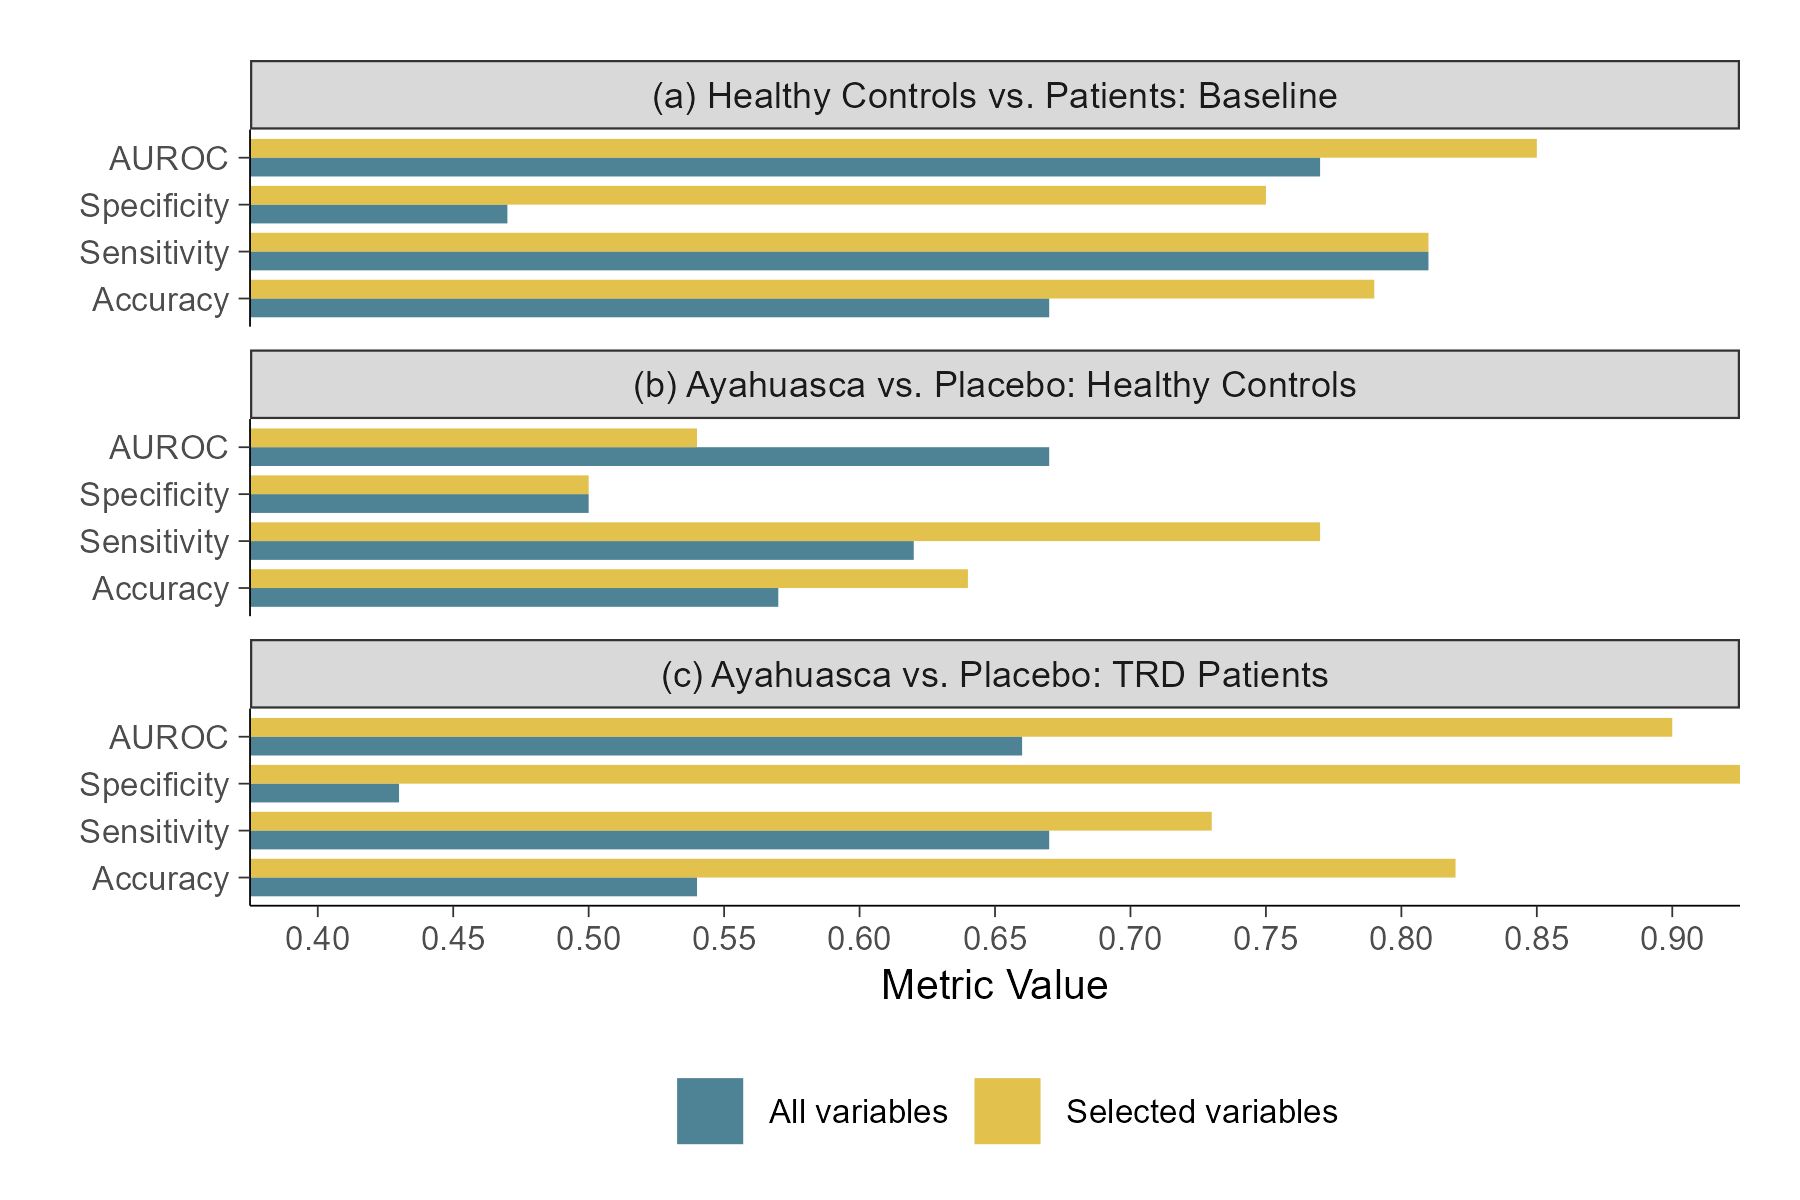 (a) Healthy Controls vs. Patients: Baseline
AUROC
Specificity
Sensitivity
Accuracy
(b) Ayahuasca vs. Placebo: Healthy Controls
AUROC
Specificity
Sensitivity
Accuracy
(c) Ayahuasca vs. Placebo: TRD Patients
AUROC
Specificity
Sensitivity
Accuracy
0.40 0.45 0.50 0.55 0.60 0.65 0.70 0.75 0.80 0.85 0.90
Metric Value
All variables Selected variables